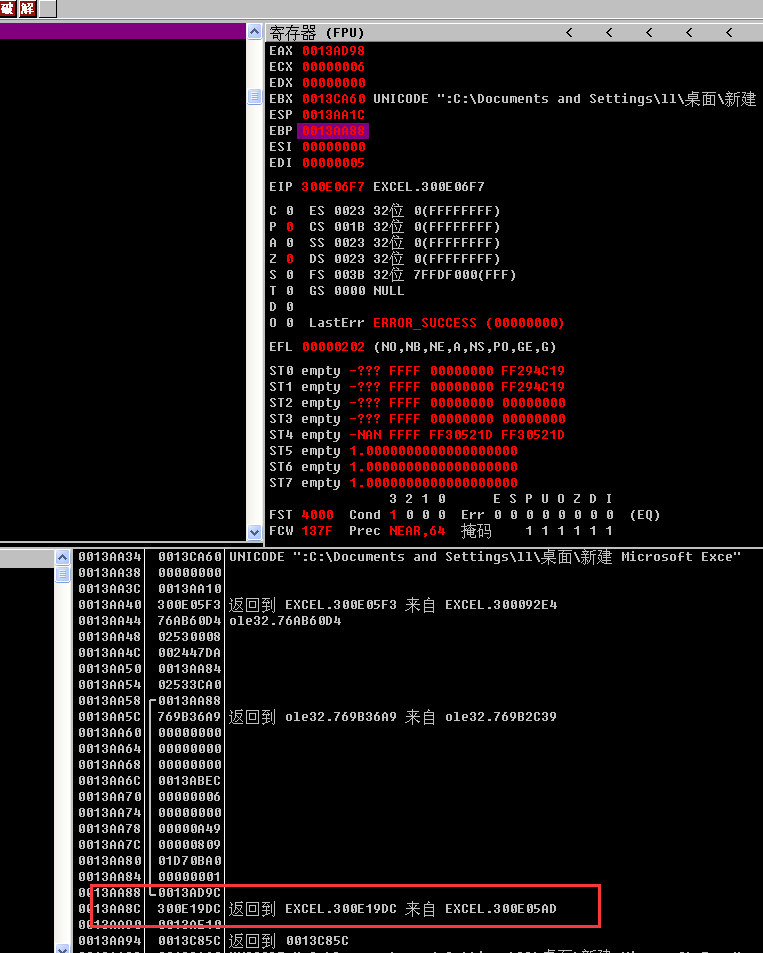 破 解
寄存器 (FPU) < < < < <
EAX 0013AD98
ECX 00000006
EDX 00000000
EBX 0013CA60 UNICODE ":C:\Documents and Settings\ll\桌面\新建
ESP 0013AA1C
EBP 0013AA88
ESI 00000000
EDI 00000005
EIP 300E06F7 EXCEL.300E06F7
C 0 ES 0023 32位 0(FFFFFFFF)
P 0 CS 001B 32位 0(FFFFFFFF)
A 0 SS 0023 32位 0(FFFFFFFF)
Z 0 DS 0023 32位 0(FFFFFFFF)
S 0 FS 003B 32位 7FFDF000(FFF)
T 0 GS 0000 NULL
D 0
O 0 LastErr ERROR_SUCCESS (00000000)
EFL 00000202 (NO,NB,NE,A,NS,PO,GE,G)
ST0 empty -??? FFFF 00000000 FF294C19
ST1 empty -??? FFFF 00000000 FF294C19
ST2 empty -??? FFFF 00000000 00000000
ST3 empty -??? FFFF 00000000 00000000
ST4 empty -NAN FFFF FF30521D FF30521D
ST5 empty 1.0000000000000000000
ST6 empty 1.0000000000000000000
ST7 empty 1.0000000000000000000
3 2 1 0 E S P U O Z D I
FST 4000 Cond 1 0 0 0 Err 0 0 0 0 0 0 0 0 (EQ)
FCW 137F Prec NEAR,64 掩码 1 1 1 1 1 1
0013AA34 0013CA60 UNICODE ":C:\Documents and Settings\ll\桌面\新建 Microsoft Exce"
0013AA38 00000000
0013AA3C 0013AA10
0013AA40 300E05F3 返回到 EXCEL.300E05F3 来自 EXCEL.300092E4
0013AA44 76AB60D4 ole32.76AB60D4
0013AA48 02530008
0013AA4C 002447DA
0013AA50 0013AA84
0013AA54 02533CA0
0013AA58 0013AA88
0013AA5C 769B36A9 返回到 ole32.769B36A9 来自 ole32.769B2C39
0013AA60 00000000
0013AA64 00000000
0013AA68 00000000
0013AA6C 0013ABEC
0013AA70 00000006
0013AA74 00000000
0013AA78 00000A49
0013AA7C 00000809
0013AA80 01D70BA0
0013AA84 00000001
0013AA88 0013AD9C
0013AA8C 300E19DC 返回到 EXCEL.300E19DC 来自 EXCEL.300E05AD
0013AA90 0013AE10
0013AA94 0013C85C 返回到 0013C85C